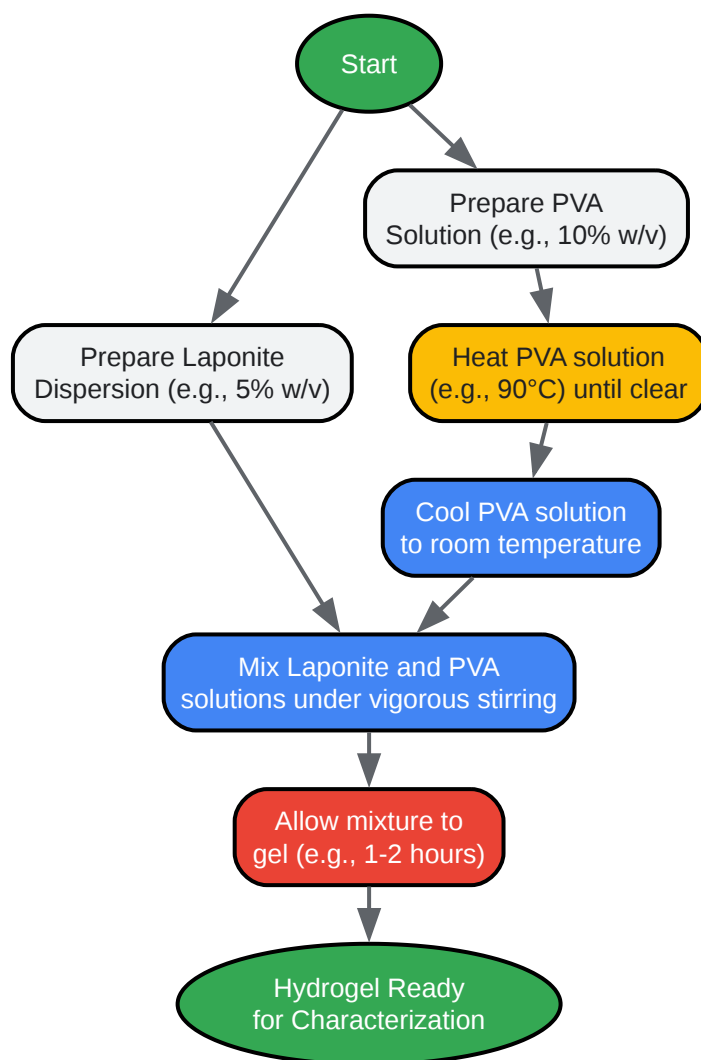 Start
Prepare PVA
Solution (e.g., 10% w/v)
Prepare Laponite
Dispersion (e.g., 5% w/v)
Heat PVA solution
(e.g., 90°C) until clear
Cool PVA solution
to room temperature
Mix Laponite and PVA
solutions under vigorous stirring
Allow mixture to
gel (e.g., 1-2 hours)
Hydrogel Ready
for Characterization